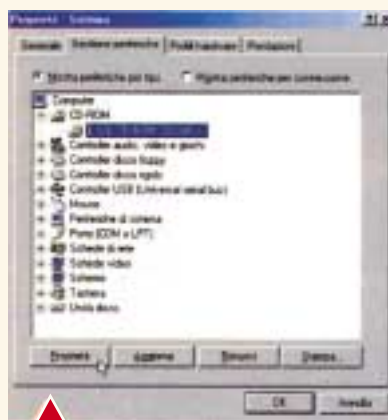 Proprietà - Sistema
Generale Gestione periferiche Profili hardware Prestazioni
Mostra periferiche per tipo Mostra periferiche per connessione
Computer
CD-ROM
Controller audio, video e giochi
Controller disco floppy
Controller disco rigido
Controller USB (Universal serial bus)
Mouse
Periferiche di sistema
Porte (COM e LPT)
Schede di rete
Schede video
Schermo
Tastiera
Unità disco
Proprietà Aggiorna Rimuovi Stampa...
OK Annulla